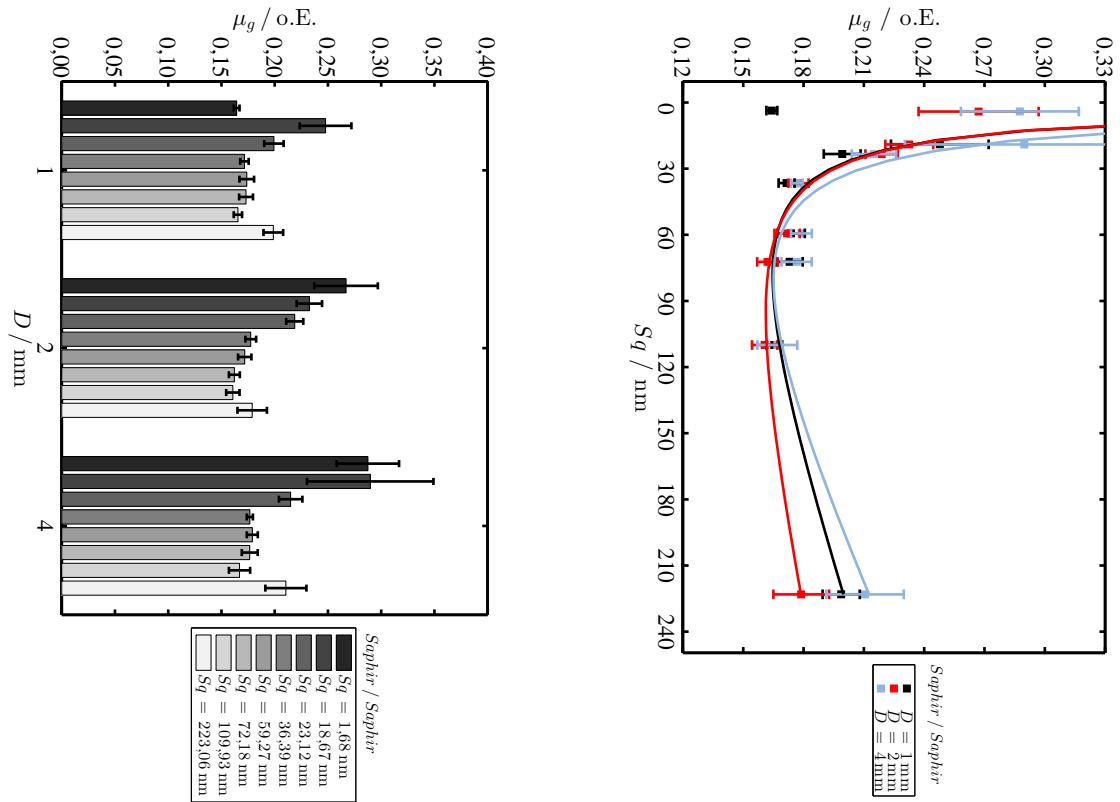 μ_g / o.E.
0,00
0,05
0,10
0,15
0,20
0,25
0,30
0,35
0,40
1
2
4
D / mm
Saphir / Saphir
Sq = 1,68 nm
Sq = 18,67 nm
Sq = 23,12 nm
Sq = 36,39 nm
Sq = 59,27 nm
Sq = 72,18 nm
Sq = 109,93 nm
Sq = 223,06 nm
μ_g / o.E.
0,12
0,15
0,18
0,21
0,24
0,27
0,30
0,33
0
30
60
90
120
150
180
210
240
Sq / nm
Saphir / Saphir
D = 1 mm
D = 2 mm
D = 4 mm